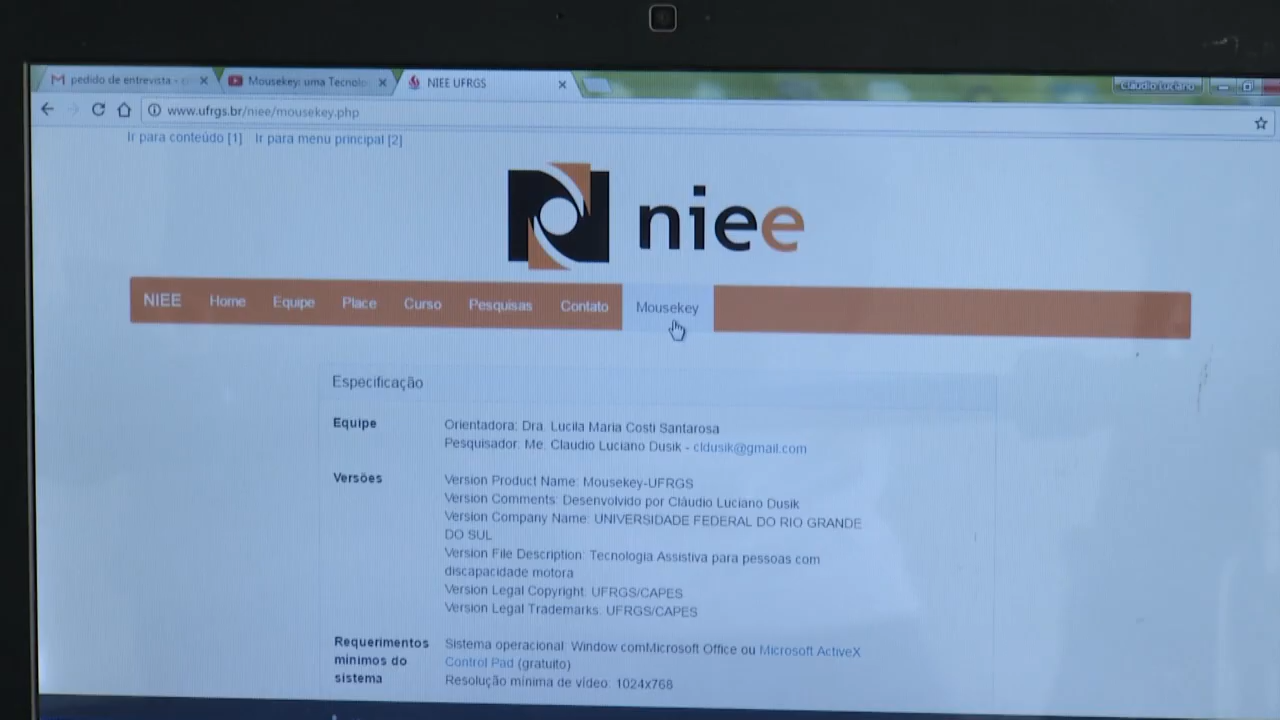 pedido de entrevista -
Mousekey: uma Tecnolo
NIEE UFRGS
Cláudio Luciano
www.ufrgs.br/niee/mousekey.php
Ir para conteúdo [1] Ir para menu principal [2]
niee
NIEE Home Equipe Place Curso Pesquisas Contato Mousekey
Especificação
Equipe
Orientadora: Dra. Lucila Maria Costi Santarosa
Pesquisador: Me. Claudio Luciano Dusik - cldusik@gmail.com
Versões
Version Product Name: Mousekey-UFRGS
Version Comments: Desenvolvido por Cláudio Luciano Dusik
Version Company Name: UNIVERSIDADE FEDERAL DO RIO GRANDE
DO SUL
Version File Description: Tecnologia Assistiva para pessoas com
discapacidade motora
Version Legal Copyright: UFRGS/CAPES
Version Legal Trademarks: UFRGS/CAPES
Requerimentos
mínimos do
sistema
Sistema operacional: Window comMicrosoft Office ou Microsoft ActiveX
Control Pad (gratuito)
Resolução mínima de vídeo: 1024x768